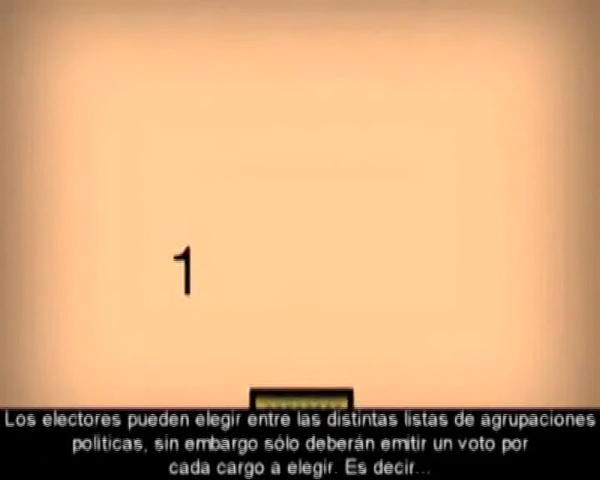 1
Los electores pueden elegir entre las distintas listas de agrupaciones
politicas, sin embargo sólo deberán emitir un voto por
cada cargo a elegir. Es decir...